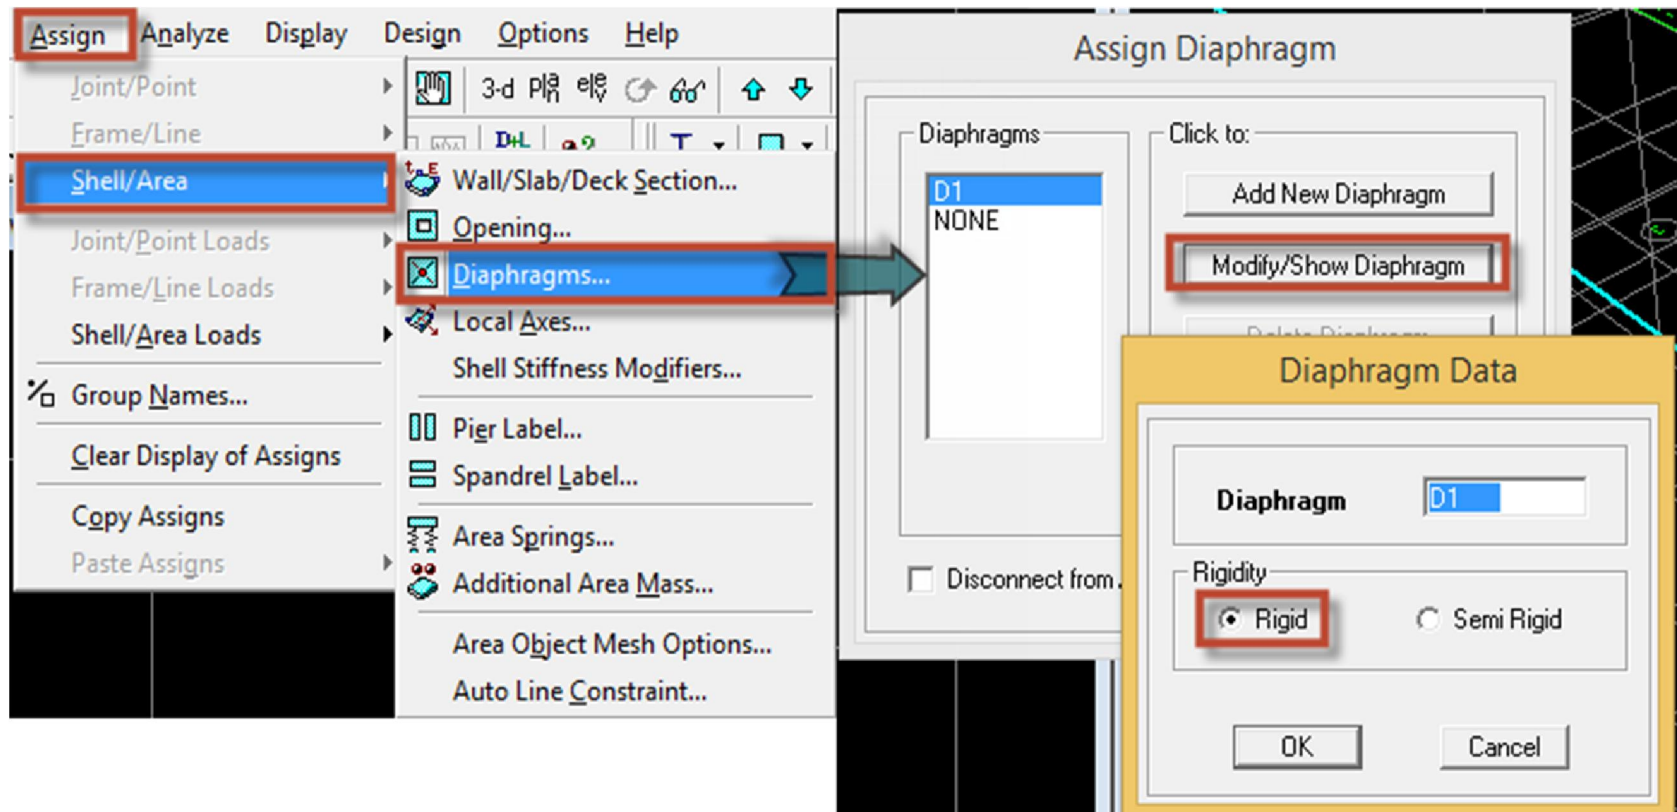 Assign Analyze Display Design Options Help
Joint/Point
Frame/Line
Shell/Area
Joint/Point Loads
Frame/Line Loads
Shell/Area Loads
Group Names...
Clear Display of Assigns
Copy Assigns
Paste Assigns
3-d
D+L
Wall/Slab/Deck Section...
Opening...
Diaphragms...
Local Axes...
Shell Stiffness Modifiers...
Pier Label...
Spandrel Label...
Area Springs...
Additional Area Mass...
Area Object Mesh Options...
Auto Line Constraint...
Assign Diaphragm
Diaphragms
D1
NONE
Click to:
Add New Diaphragm
Modify/Show Diaphragm
Delete Diaphragm
Disconnect from
Diaphragm Data
Diaphragm D1
Rigidity
Rigid Semi Rigid
OK Cancel